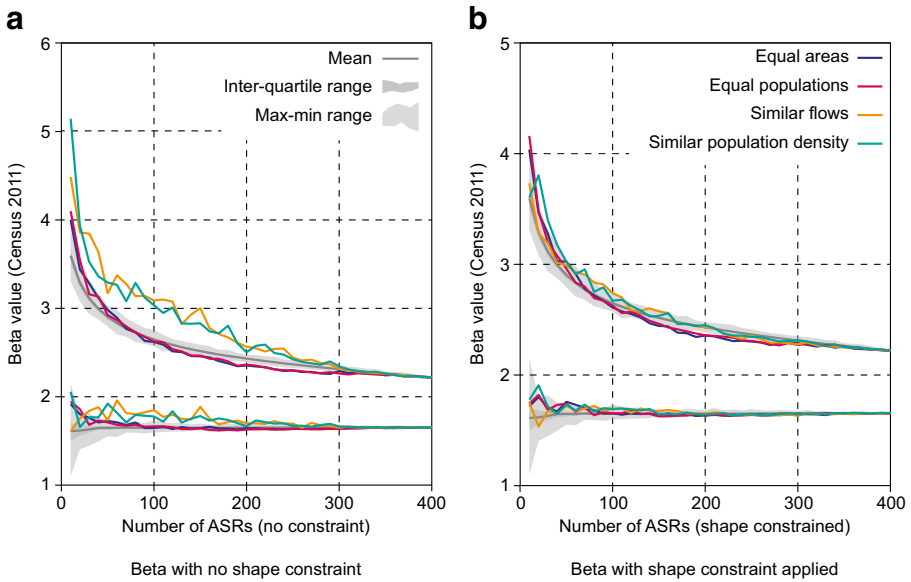 a
6
5
4
3
2
1
0
100
200
300
400
Beta value (Census 2011)
Number of ASRs (no constraint)
Mean
Inter-quartile range
Max-min range
Beta with no shape constraint
b
5
4
3
2
1
0
100
200
300
400
Beta value (Census 2011)
Number of ASRs (shape constrained)
Equal areas
Equal populations
Similar flows
Similar population density
Beta with shape constraint applied